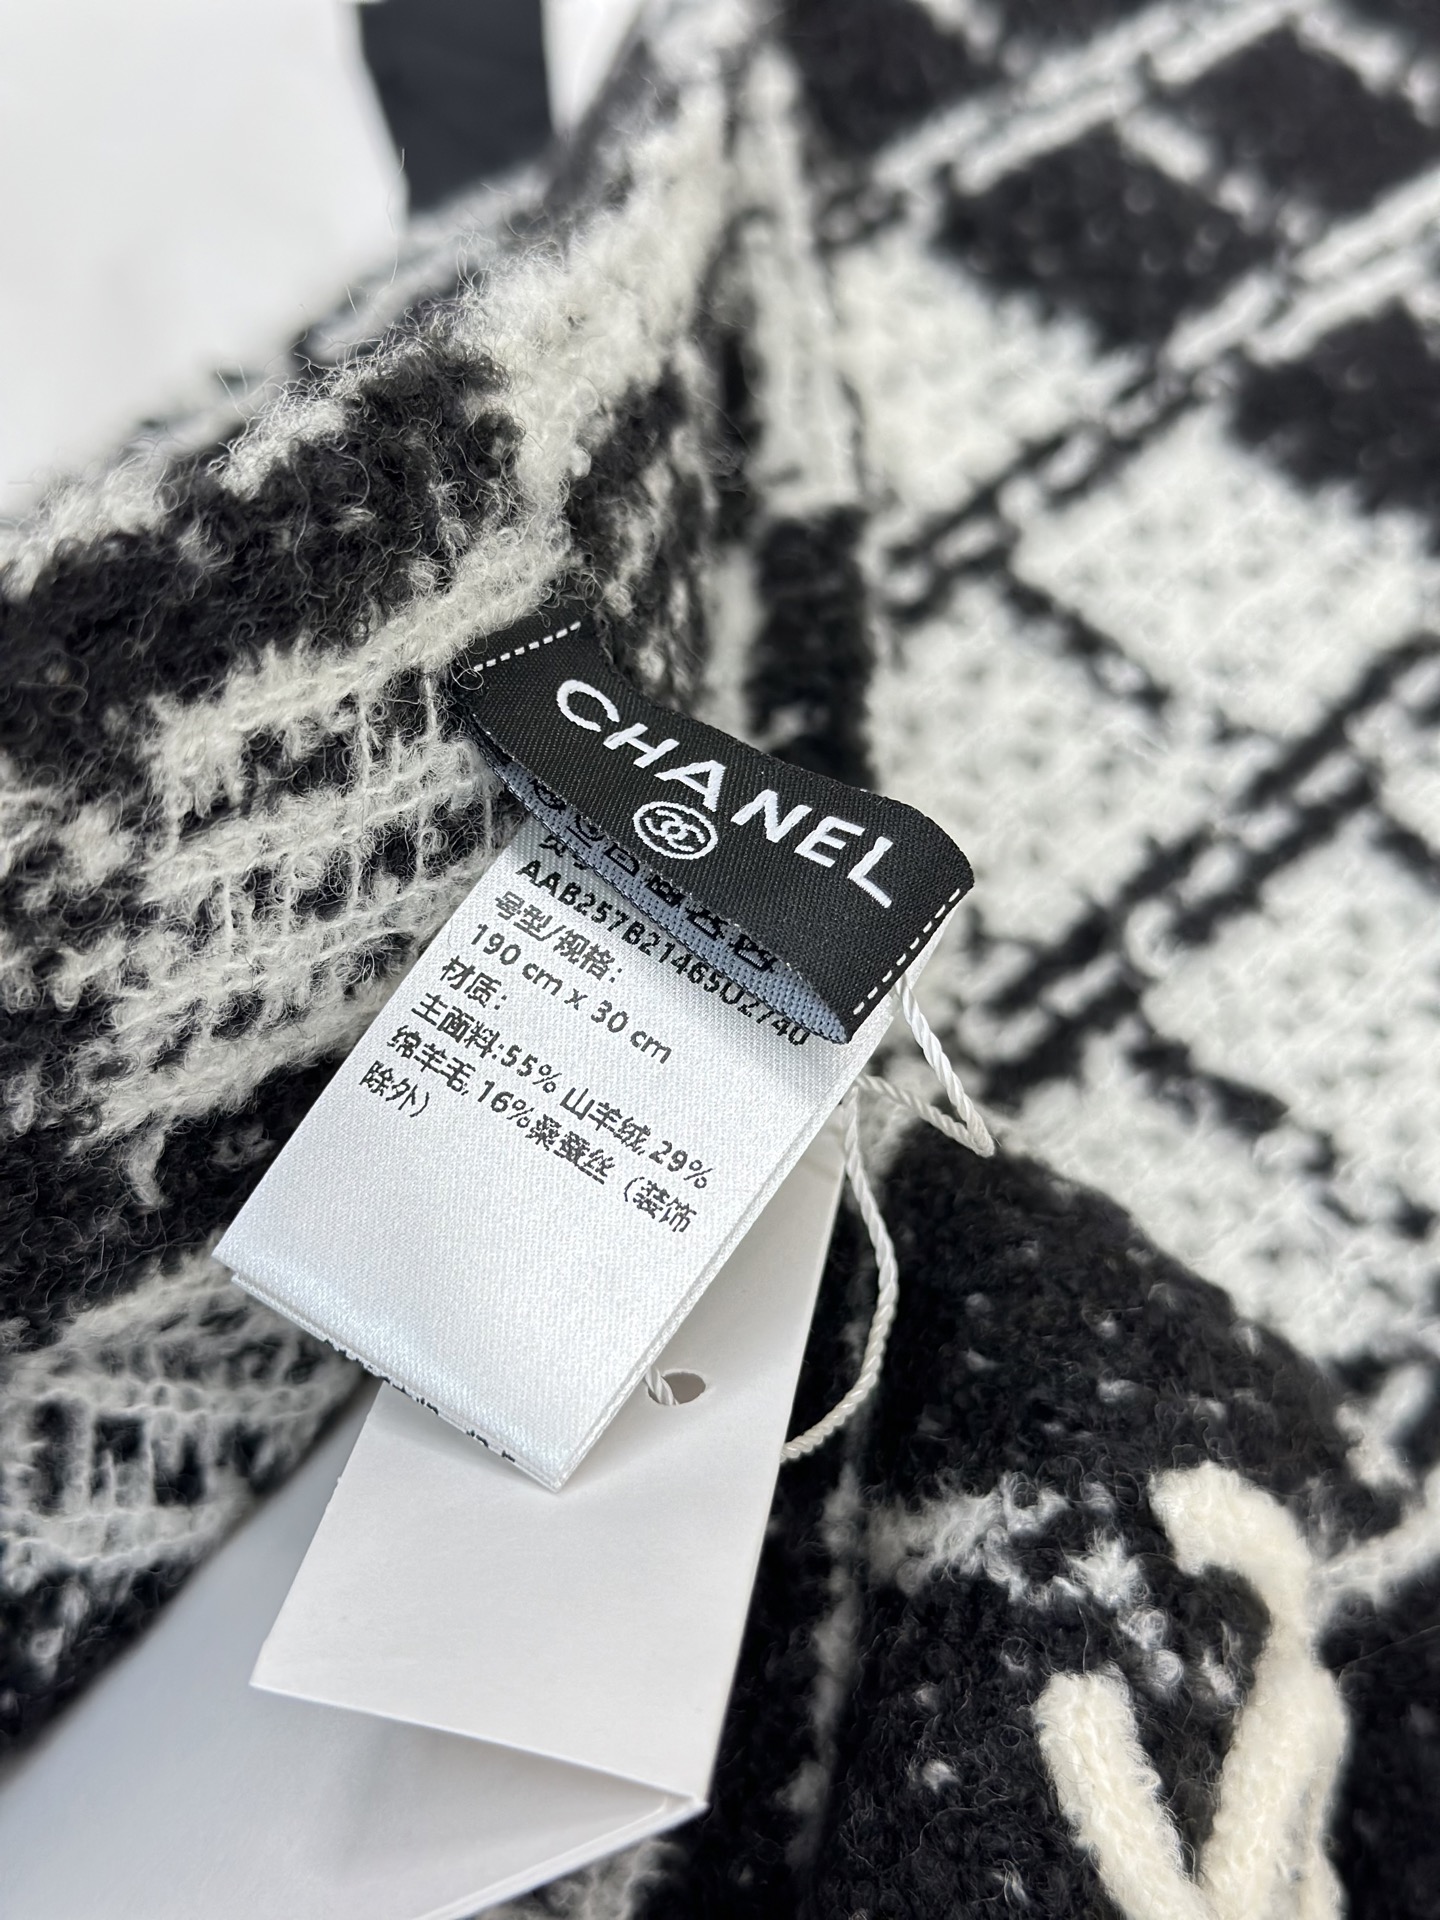 CHANEL
AAB257B21465U2740
号型/规格:
190 cm x 30 cm
材质:
主面料:55% 山羊绒,29%
绵羊毛,16%桑蚕丝（装饰
除外）